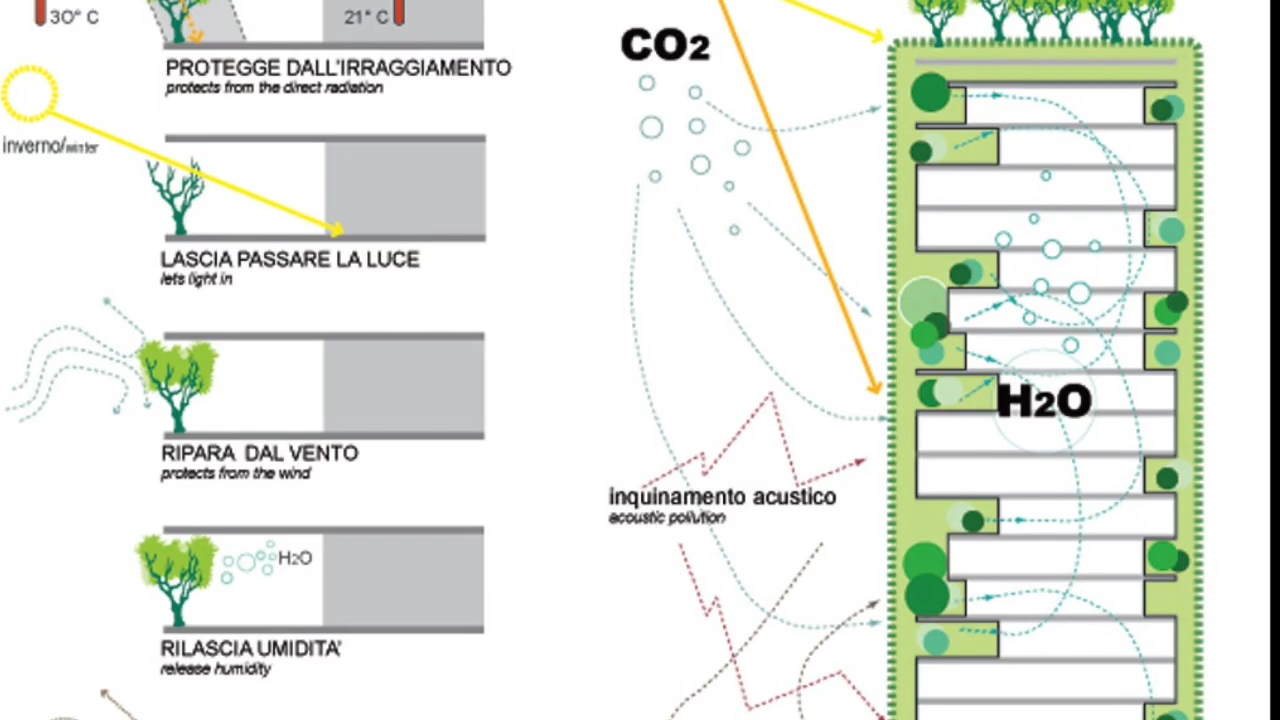 30° C
21° C
PROTEGGE DALL'IRRAGGIAMENTO
protects from the direct radiation
inverno/winter
LASCIA PASSARE LA LUCE
lets light in
RIPARA DAL VENTO
protects from the wind
H2O
RILASCIA UMIDITA'
release humidity
CO2
H2O
inquinamento acustico
acoustic pollution